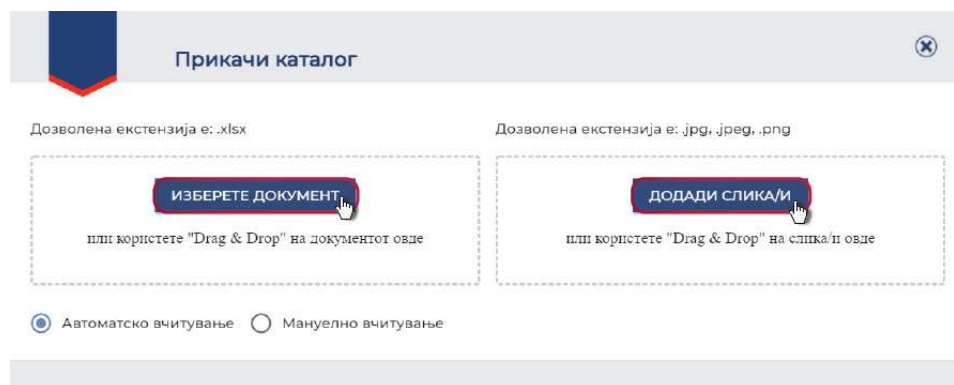 Прикачи каталог
Дозволена екстензија е: .xlsx
ИЗБЕРЕТЕ ДОКУМЕНТ
или користете "Drag & Drop" на документот овде
Дозволена екстензија е: .jpg, .jpeg, .png
ДОДАДИ СЛИКА/И
или користете "Drag & Drop" на слика/и овде
Автоматско вчитување
Мануелно вчитување